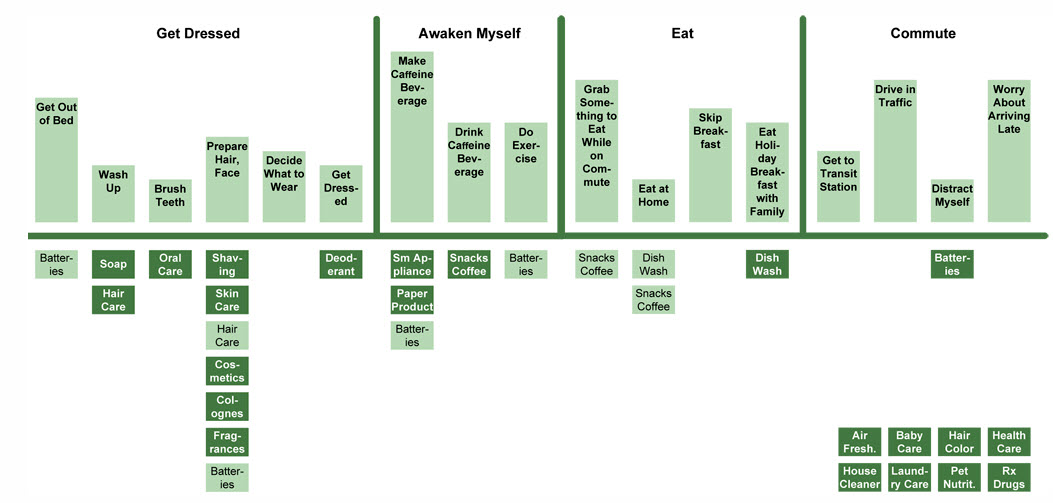 Get Dressed
Awaken Myself
Eat
Commute
Get Out
of Bed
Wash
Up
Brush
Teeth
Prepare
Hair,
Face
Decide
What to
Wear
Get
Dress-
ed
Make
Caffeine
Bev-
erage
Drink
Caffeine
Bev-
erage
Do
Exer-
cise
Grab
Some-
thing to
Eat
While
on
Com-
mute
Eat at
Home
Skip
Break-
fast
Eat
Holi-
day
Break-
fast
with
Family
Get to
Transit
Station
Drive in
Traffic
Distract
Myself
Worry
About
Arriving
Late
Batter-
ies
Soap
Hair
Care
Oral
Care
Shav-
ing
Skin
Care
Hair
Care
Cos-
metics
Col-
ognes
Frag-
rances
Batter-
ies
Deod-
erant
Sm Ap-
pliance
Paper
Product
Batter-
ies
Snacks
Coffee
Batter-
ies
Snacks
Coffee
Dish
Wash
Snacks
Coffee
Dish
Wash
Batter-
ies
Air
Fresh.
Baby
Care
Hair
Color
Health
Care
House
Cleaner
Laund-
ry Care
Pet
Nutrit.
Rx
Drugs